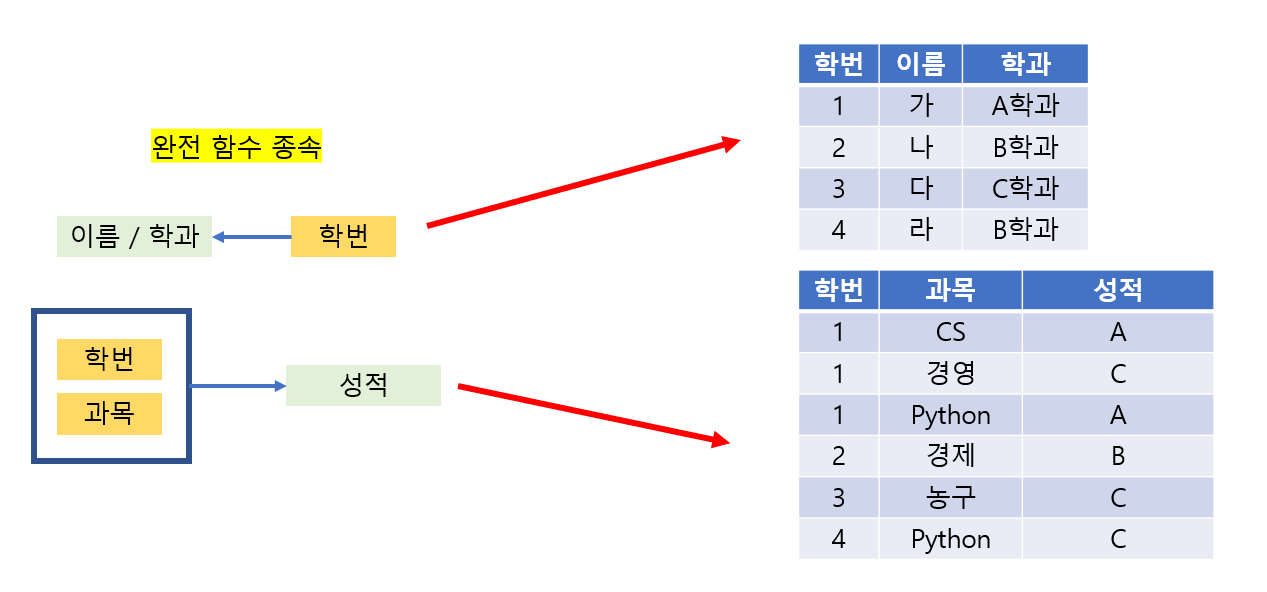 완전 함수 종속
이름 / 학과
학번
학번
과목
성적
학번 이름 학과
1 가 A학과
2 나 B학과
3 다 C학과
4 라 B학과
학번 과목 성적
1 CS A
1 경영 C
1 Python A
2 경제 B
3 농구 C
4 Python C